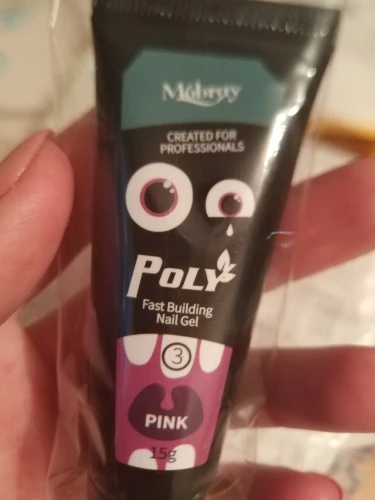 Mobray
CREATED FOR
PROFESSIONALS
POLY
Fast Building
Nail Gel
3
PINK
15g